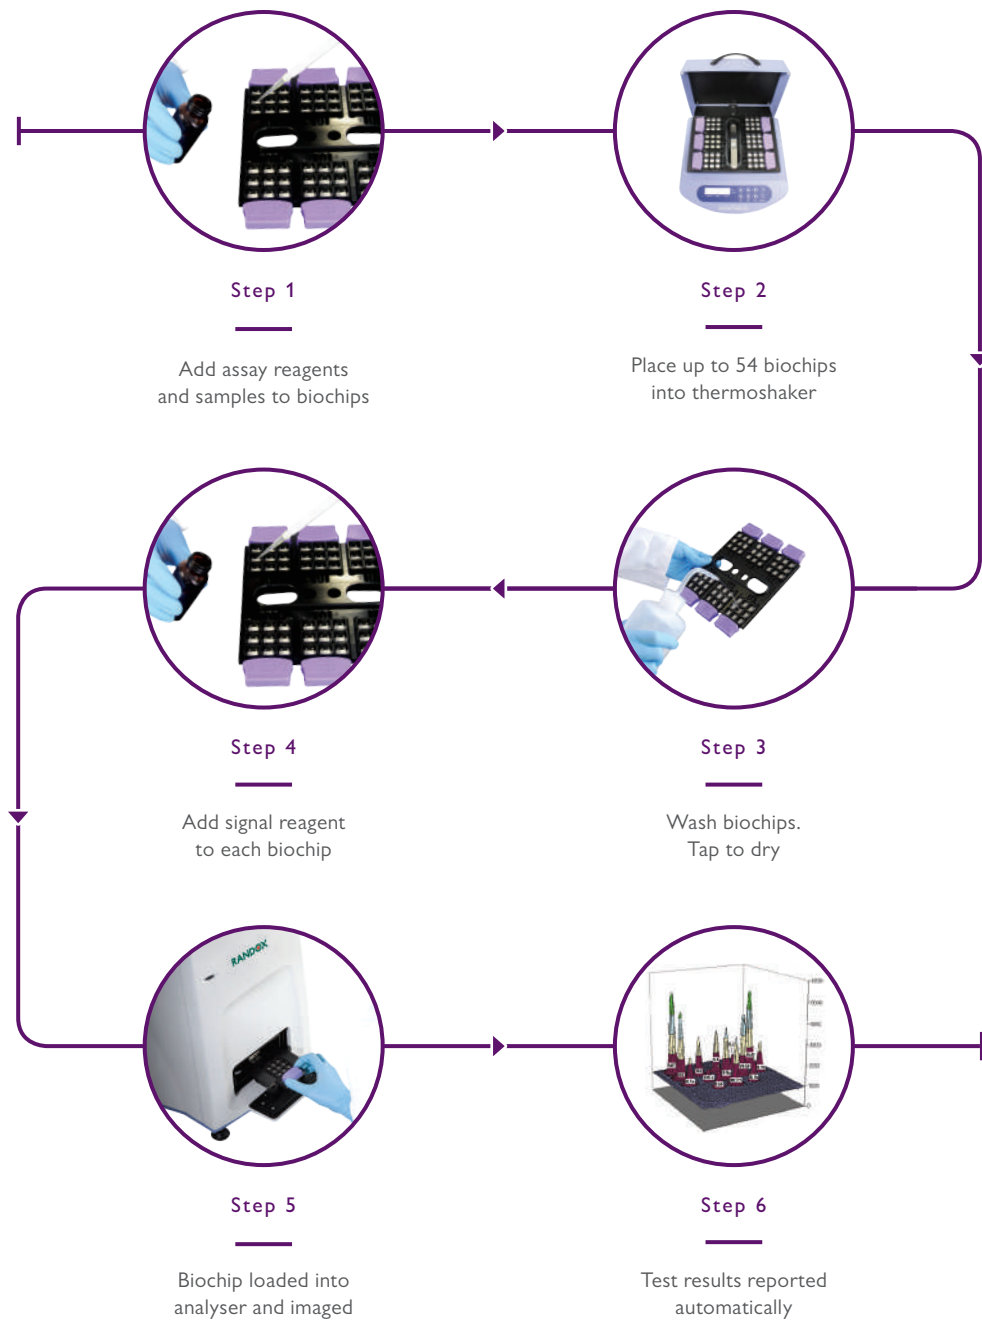 Step 1
Add assay reagents
and samples to biochips
Step 2
Place up to 54 biochips
into thermoshaker
Step 3
Wash biochips.
Tap to dry
Step 4
Add signal reagent
to each biochip
RANDOX
Step 5
Biochip loaded into
analyser and imaged
Step 6
Test results reported
automatically